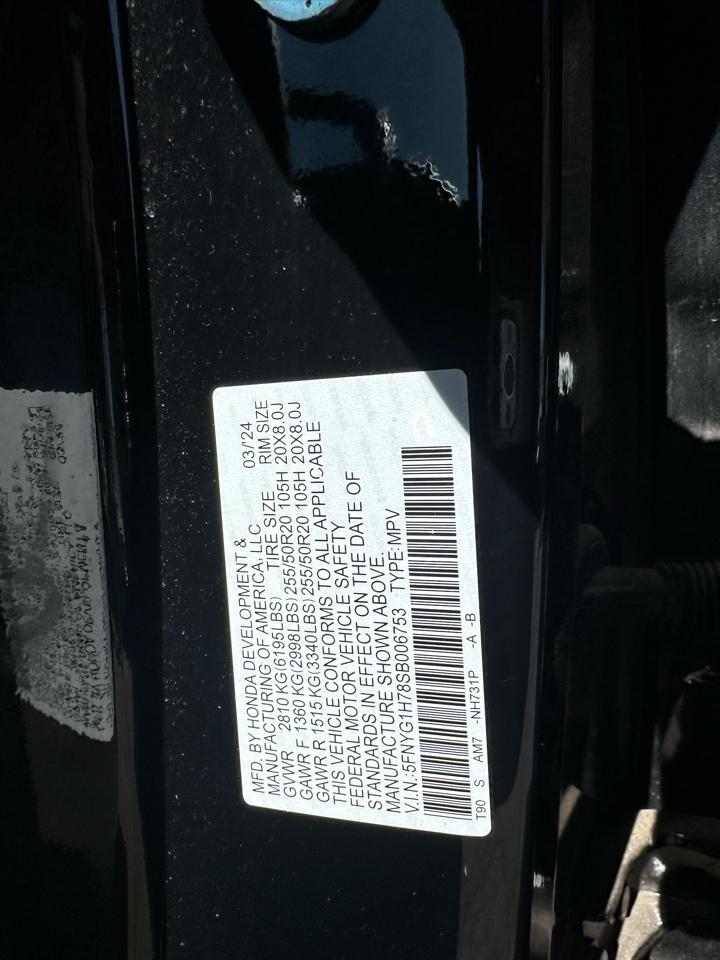 MFD. BY HONDA DEVELOPMENT &
MANUFACTURING OF AMERICA, LLC 03/'24
TIRE SIZE RIM SIZE
GVWR 2810 KG(6195LBS)
GAWR F 1360 KG(2998LBS) 255/50R20 105H 20X8.0J
GAWR R 1515 KG(3340LBS) 255/50R20 105H 20X8.0J
THIS VEHICLE CONFORMS TO ALL APPLICABLE
FEDERAL MOTOR VEHICLE SAFETY
STANDARDS IN EFFECT ON THE DATE OF
MANUFACTURE SHOWN ABOVE.
V.I.N.:5FNYG1H78SB006753 TYPE:MPV
T90 S AM7 -NH731P -A -B